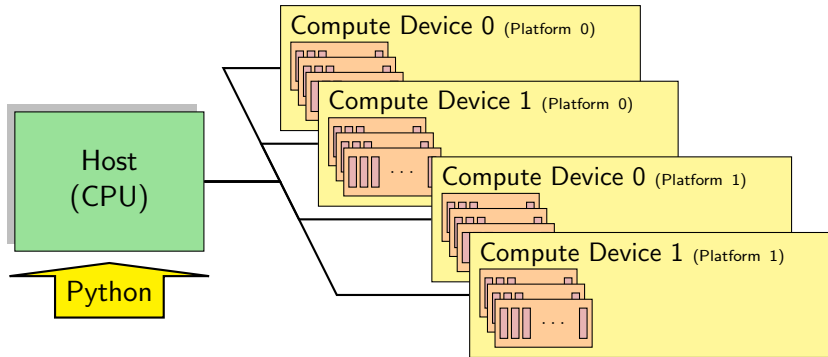 Compute Device 0 (Platform 0)
Compute Device 1 (Platform 0)
Host
(CPU)
Compute Device 0 (Platform 1)
Compute Device 1 (Platform 1)
Python
· · ·
· · ·